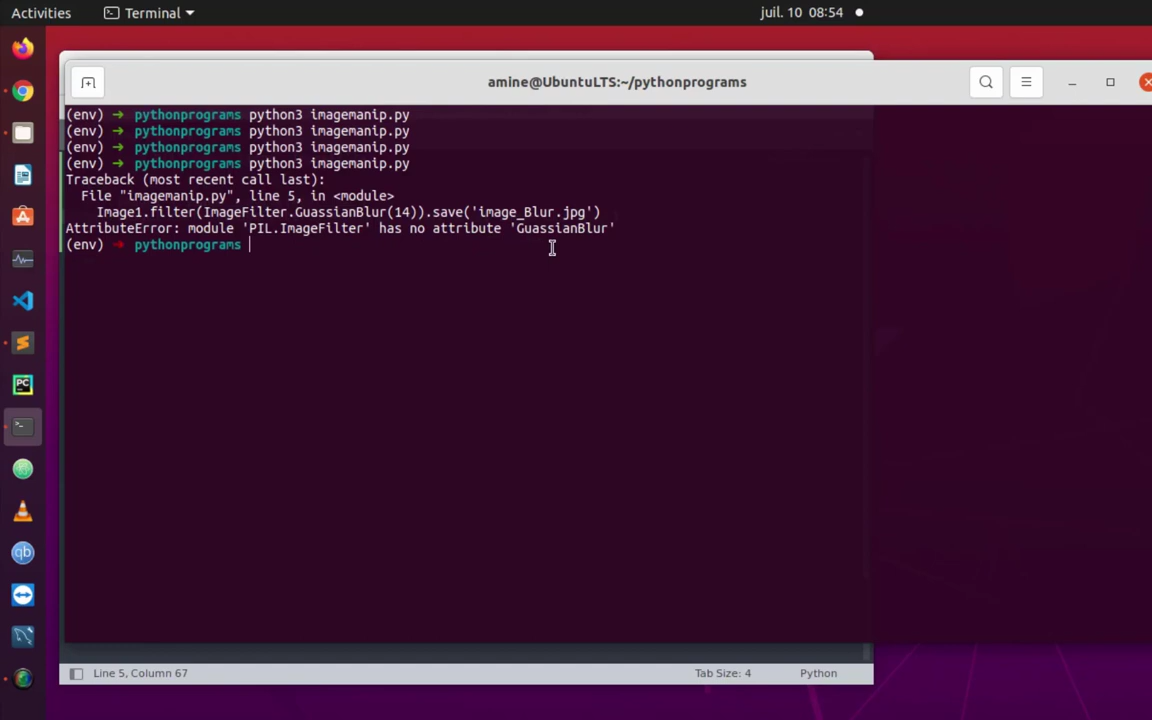 Activities
Terminal
juil. 10 08:54
amine@UbuntuLTS:~/pythonprograms
(env) ➜ pythonprograms python3 imagemanip.py
(env) ➜ pythonprograms python3 imagemanip.py
(env) ➜ pythonprograms python3 imagemanip.py
(env) ➜ pythonprograms python3 imagemanip.py
Traceback (most recent call last):
File "imagemanip.py", line 5, in <module>
Image1.filter(ImageFilter.GuassianBlur(14)).save('image_Blur.jpg')
AttributeError: module 'PIL.ImageFilter' has no attribute 'GuassianBlur'
(env) ➜ pythonprograms
PC
qb
Line 5, Column 67
Tab Size: 4
Python